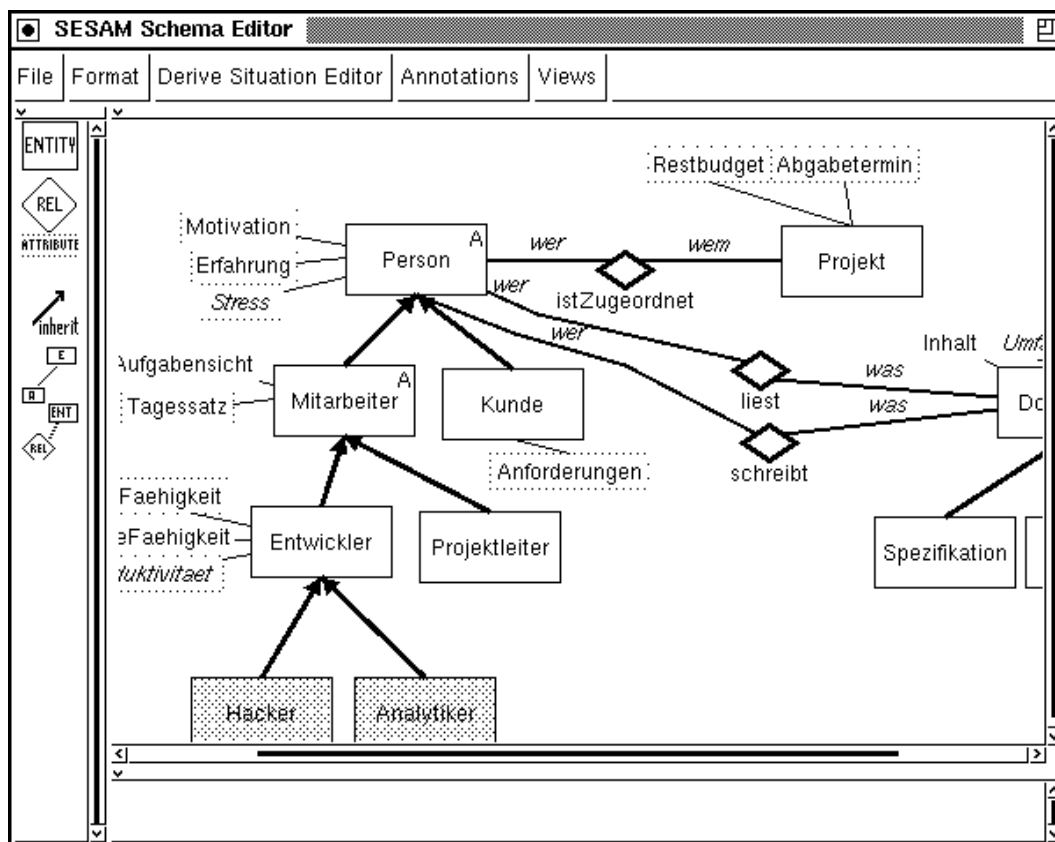 SESAM Schema Editor
File Format Derive Situation Editor Annotations Views
ENTITY
REL
ATTRIBUTE
inherit
E
R
ENT
REL
Restbudget Abgabetermin
Motivation
Erfahrung
Stress
A
Person
wer
wem
istZugeordnet
Projekt
wer
wer
Inhalt
was
liest
was
schreibt
Aufgabensicht
Tagessatz
A
Mitarbeiter
Kunde
Anforderungen
Faehigkeit
eFaehigkeit
duktivitaet
Entwickler
Projektleiter
Spezifikation
Hacker
Analytiker